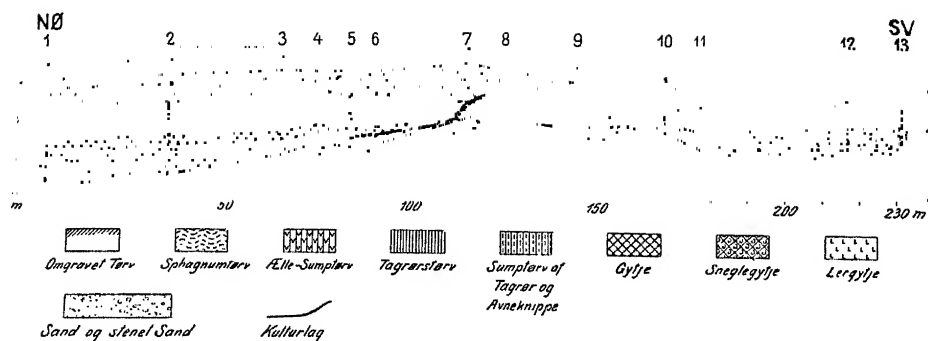 NØ SV
1 2 3 4 5 6 7 8 9 10 11 12 13
m 50 100 150 200 230 m
Omgravet Tørv Sphagnumtørv Ælle-Sumptørv Tagrørstørv Sumptørv af Tagrør og Avneknippe Gytje Sneglegytje Lergytje
Sand og stenet Sand Kulturlag